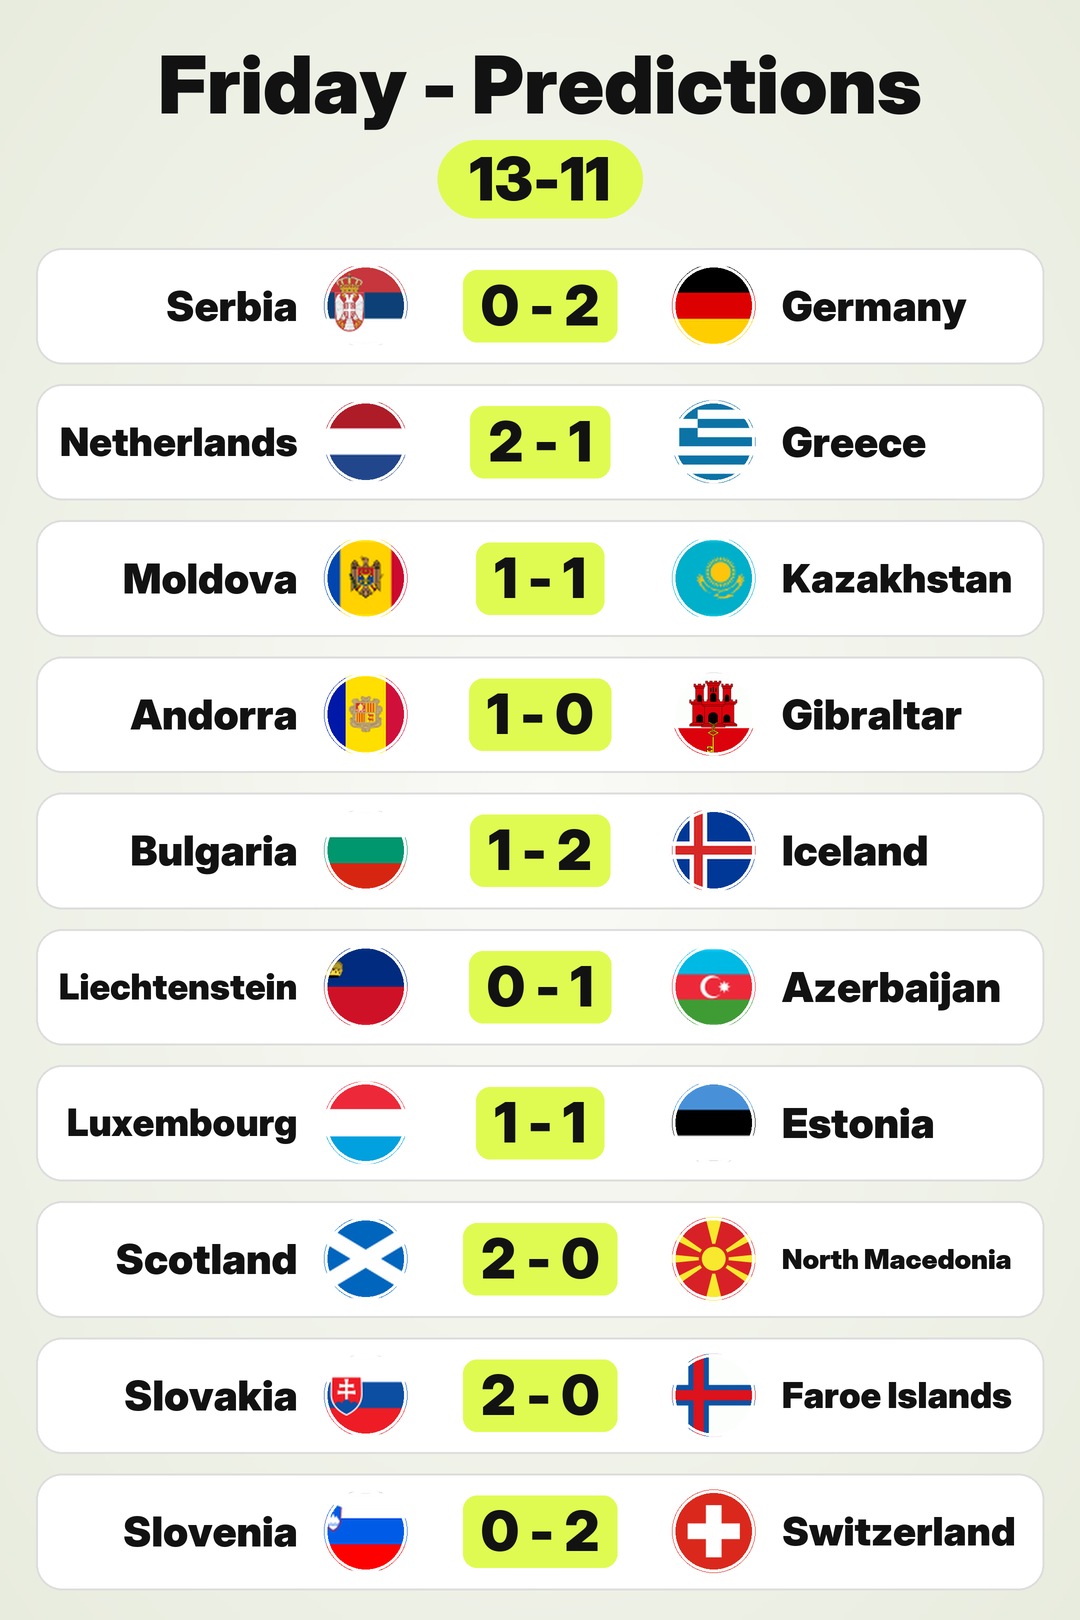 Friday - Predictions
13-11
Serbia 0 - 2 Germany
Netherlands 2 - 1 Greece
Moldova 1 - 1 Kazakhstan
Andorra 1 - 0 Gibraltar
Bulgaria 1 - 2 Iceland
Liechtenstein 0 - 1 Azerbaijan
Luxembourg 1 - 1 Estonia
Scotland 2 - 0 North Macedonia
Slovakia 2 - 0 Faroe Islands
Slovenia 0 - 2 Switzerland